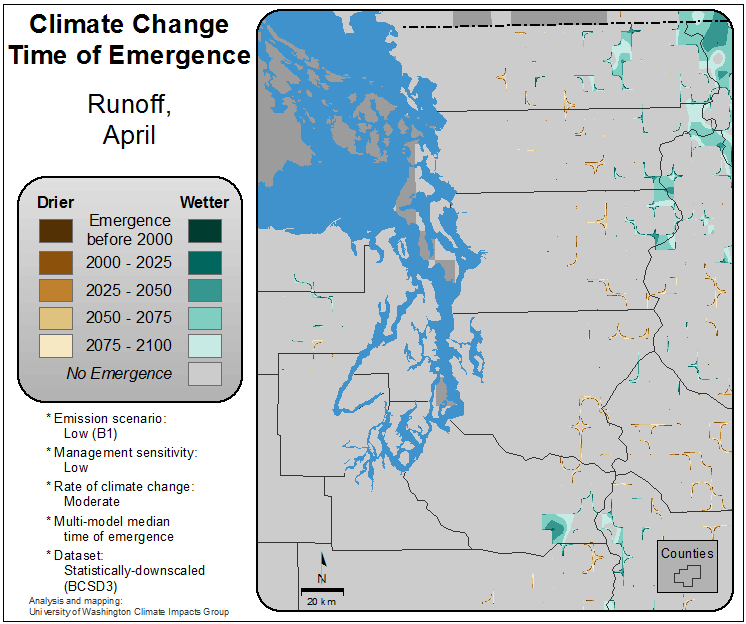 Climate Change
Time of Emergence
Runoff,
April
Drier
Wetter
Emergence
before 2000
2000 - 2025
2025 - 2050
2050 - 2075
2075 - 2100
No Emergence
* Emission scenario:
Low (B1)
* Management sensitivity:
Low
* Rate of climate change:
Moderate
* Multi-model median
time of emergence
* Dataset:
Statistically-downscaled
(BCSD3)
Analysis and mapping:
University of Washington Climate Impacts Group
N
20 km
Counties